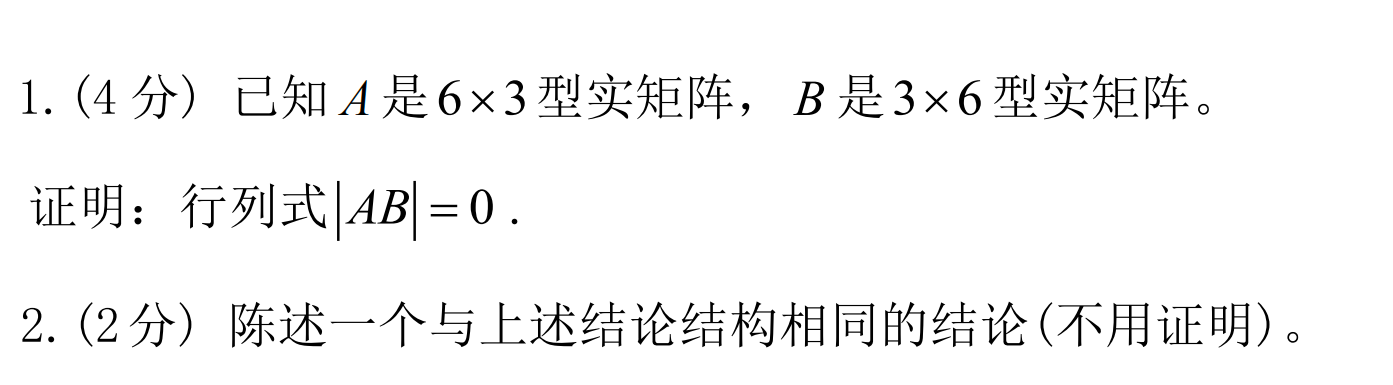 1. (4 分) 已知 A 是 6×3 型实矩阵， B 是 3×6 型实矩阵。
证明：行列式|AB| = 0 .
2. (2分) 陈述一个与上述结论结构相同的结论(不用证明)。